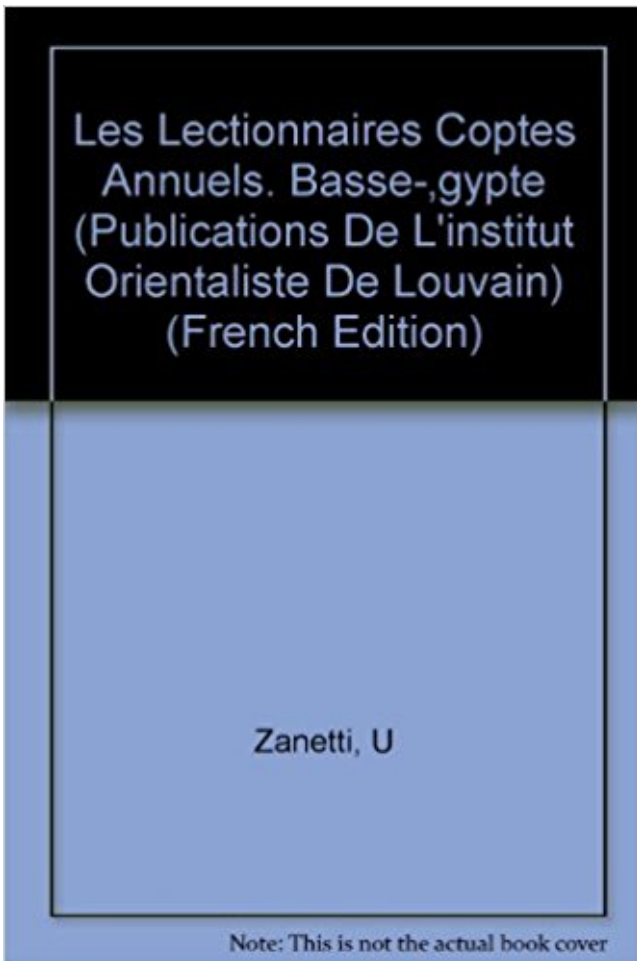 Les Lectionnaires Coptes
Annuels. Basse-,gypte
(Publications De L'institut
Orientaliste De Louvain)
(French Edition)
Zanetti, U
Note: This is not the actual book cover